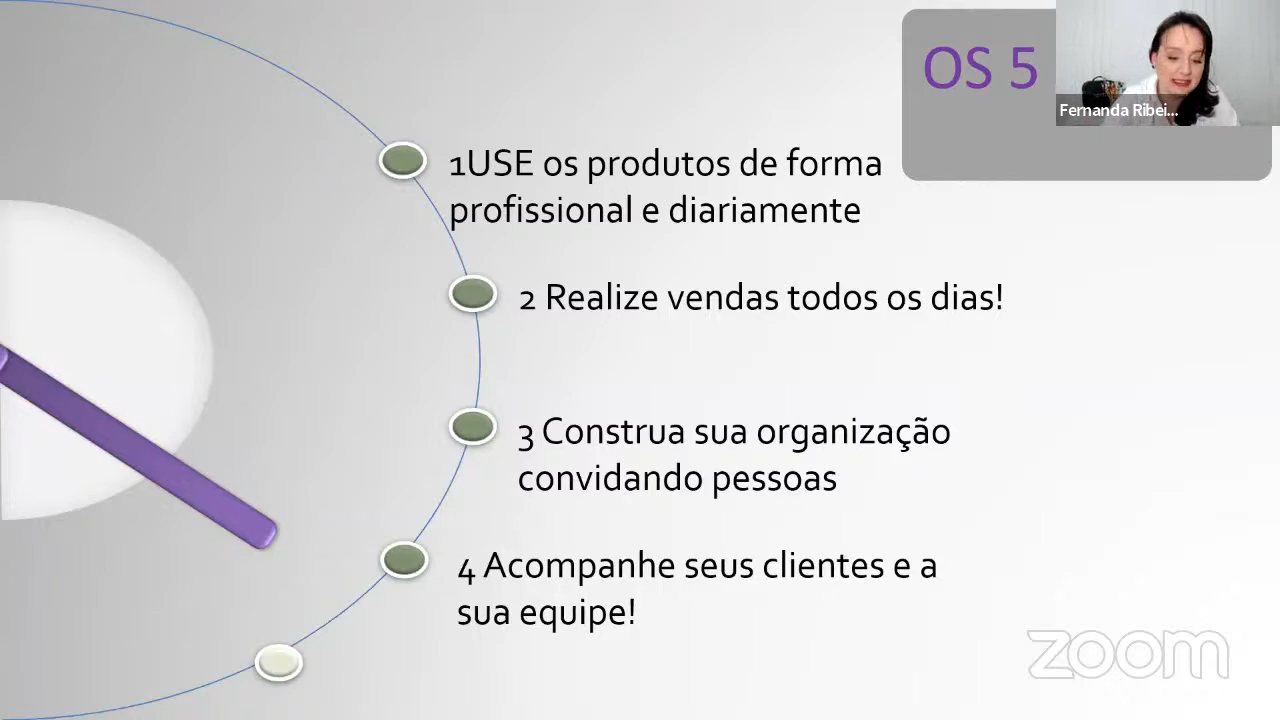 OS 5
Fernanda Ribei...
1USE os produtos de forma
profissional e diariamente
2 Realize vendas todos os dias!
3 Construa sua organização
convidando pessoas
4 Acompanhe seus clientes e a
sua equipe!
zoom